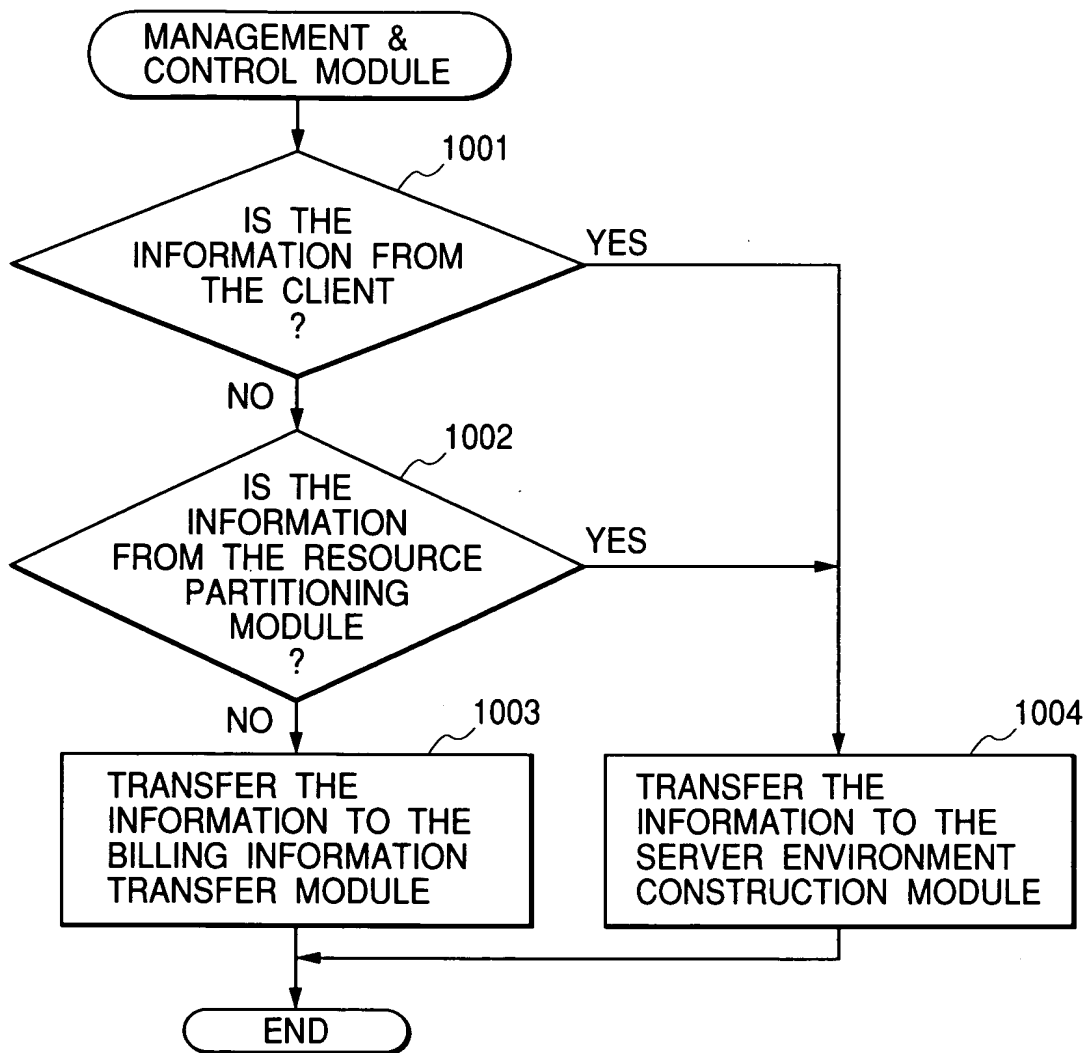 MANAGEMENT &
CONTROL MODULE
1001
IS THE
INFORMATION FROM
THE CLIENT
?
YES
NO
1002
IS THE
INFORMATION
FROM THE RESOURCE
PARTITIONING
MODULE
?
YES
NO
1003
TRANSFER THE
INFORMATION TO THE
BILLING INFORMATION
TRANSFER MODULE
1004
TRANSFER THE
INFORMATION TO THE
SERVER ENVIRONMENT
CONSTRUCTION MODULE
END